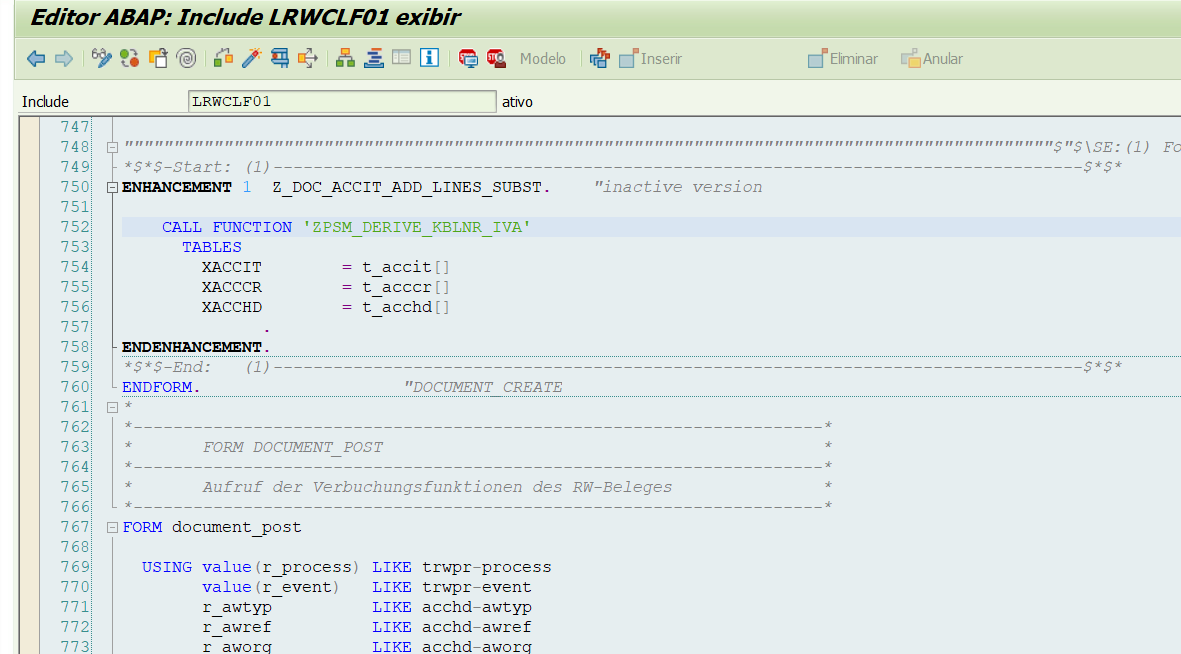 Editor ABAP: Include LRWCLF01 exibir
Modelo Inserir Eliminar Anular
Include LRWCLF01 ativo
747
748 """""""""""""""""""""""""""""""""""""""""""""""""""""""""""""""""""""""""""""""""""""""""""""$"$\SE:(1) Fo
749 *$*$-Start: (1)---------------------------------------------------------------------------------$*$*
750 ENHANCEMENT 1  Z_DOC_ACCIT_ADD_LINES_SUBST.    "inactive version
751
752     CALL FUNCTION 'ZPSM_DERIVE_KBLNR_IVA'
753       TABLES
754         XACCIT        = t_accit[]
755         XACCCR        = t_acccr[]
756         XACCHD        = t_acchd[]
757               .
758 ENDENHANCEMENT.
759 *$*$-End:   (1)---------------------------------------------------------------------------------$*$*
760 ENDFORM.                    "DOCUMENT_CREATE
761 *
762 *---------------------------------------------------------------------*
763 *       FORM DOCUMENT_POST                                            *
764 *---------------------------------------------------------------------*
765 *       Aufruf der Verbuchungsfunktionen des RW-Beleges               *
766 *---------------------------------------------------------------------*
767 FORM document_post
768
769   USING value(r_process) LIKE trwpr-process
770         value(r_event)   LIKE trwpr-event
771         r_awtyp          LIKE acchd-awtyp
772         r_awref          LIKE acchd-awref
773         r_aworg          LIKE acchd-aworg